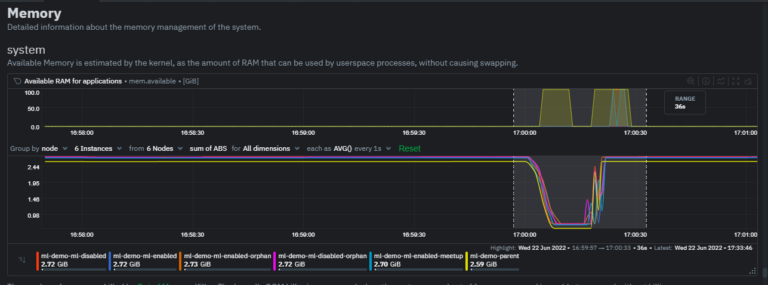 Memory
Detailed information about the memory management of the system.
system
Available Memory is estimated by the kernel, as the amount of RAM that can be used by userspace processes, without causing swapping.
Available RAM for applications • mem.available • [GiB]
100.0
50.0
0.0
16:58:00 16:58:30 16:59:00 16:59:30 17:00:00 17:00:30 17:01:00
RANGE
36s
Group by node 6 Instances from 6 Nodes sum of ABS for All dimensions each as AVG() every 1s Reset
2.44
1.95
1.46
0.98
16:58:00 16:58:30 16:59:00 16:59:30 17:00:00 17:00:30 17:01:00
Highlight: Wed 22 Jun 2022 • 16:59:57 → 17:00:33 • 36s • Latest: Wed 22 Jun 2022 • 17:33:46
ml-demo-ml-disabled ml-demo-ml-enabled ml-demo-ml-enabled-orphan ml-demo-ml-disabled-orphan ml-demo-ml-enabled-meetup ml-demo-parent
2.72 GiB 2.72 GiB 2.73 GiB 2.72 GiB 2.70 GiB 2.59 GiB